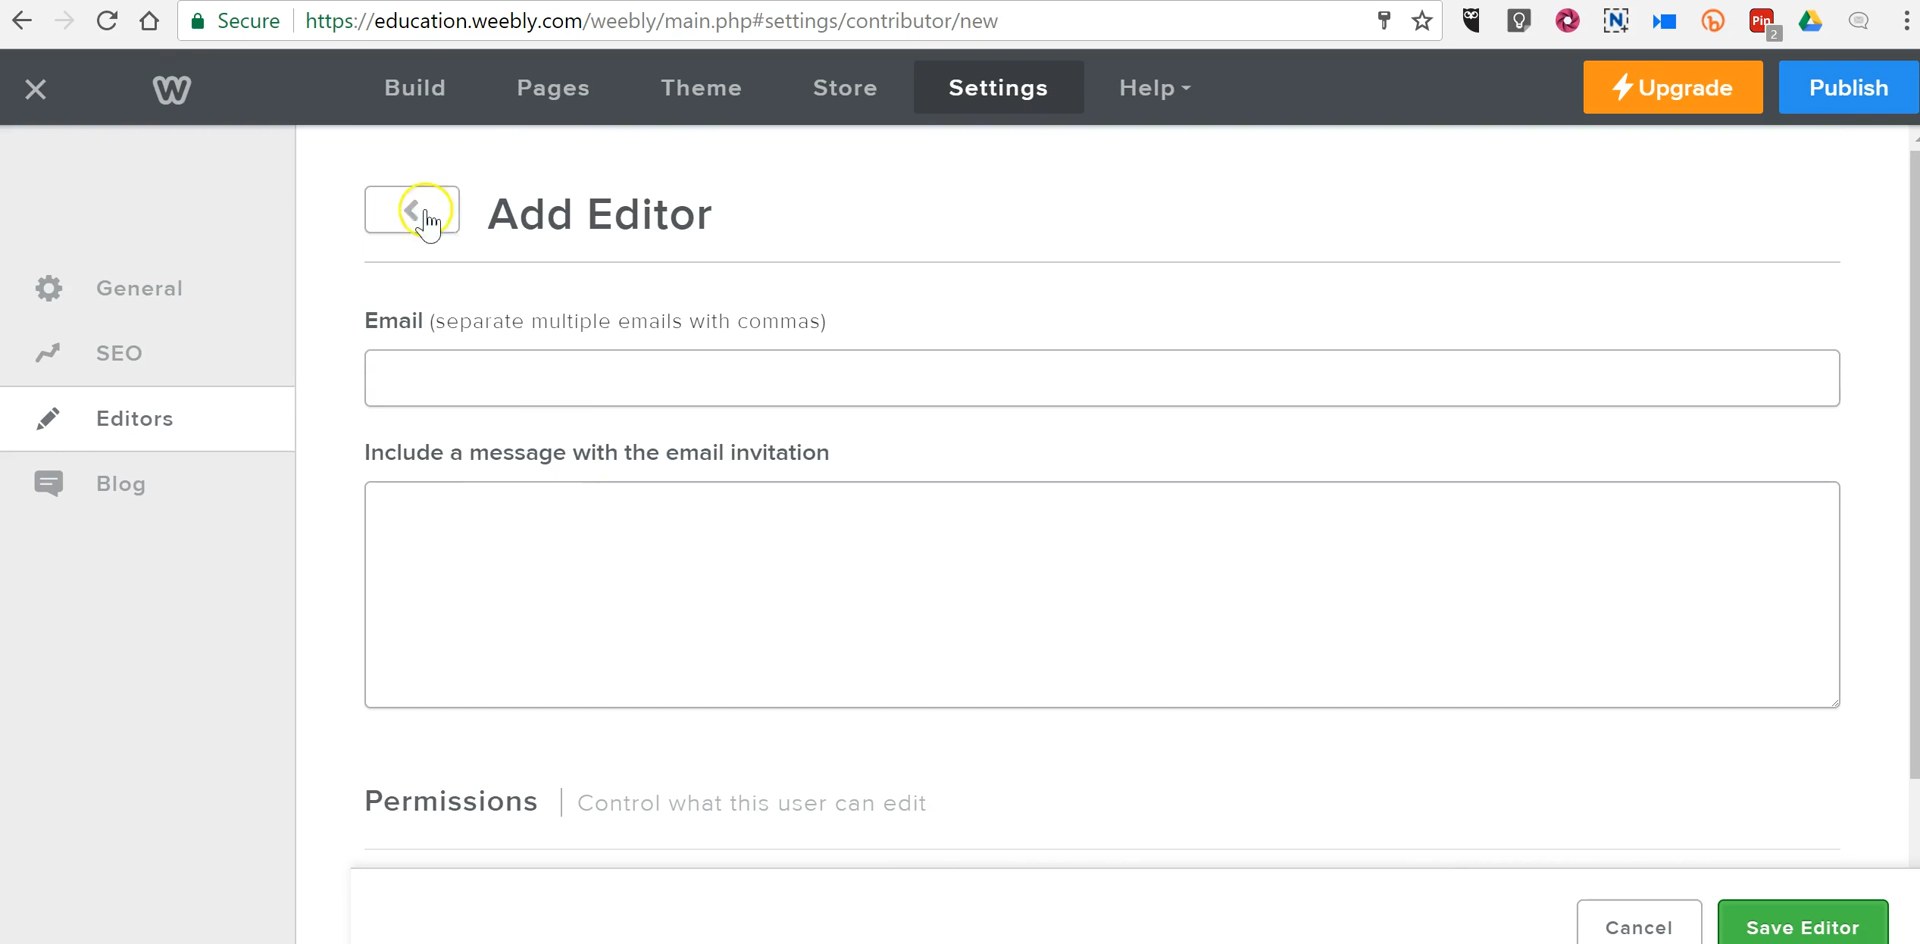 Secure https://education.weebly.com/weebly/main.php#settings/contributor/new Pin 2
Build Pages Theme Store Settings Help Upgrade Publish
Add Editor
General
SEO
Editors
Blog
Email (separate multiple emails with commas)
Include a message with the email invitation
Permissions | Control what this user can edit
Cancel Save Editor